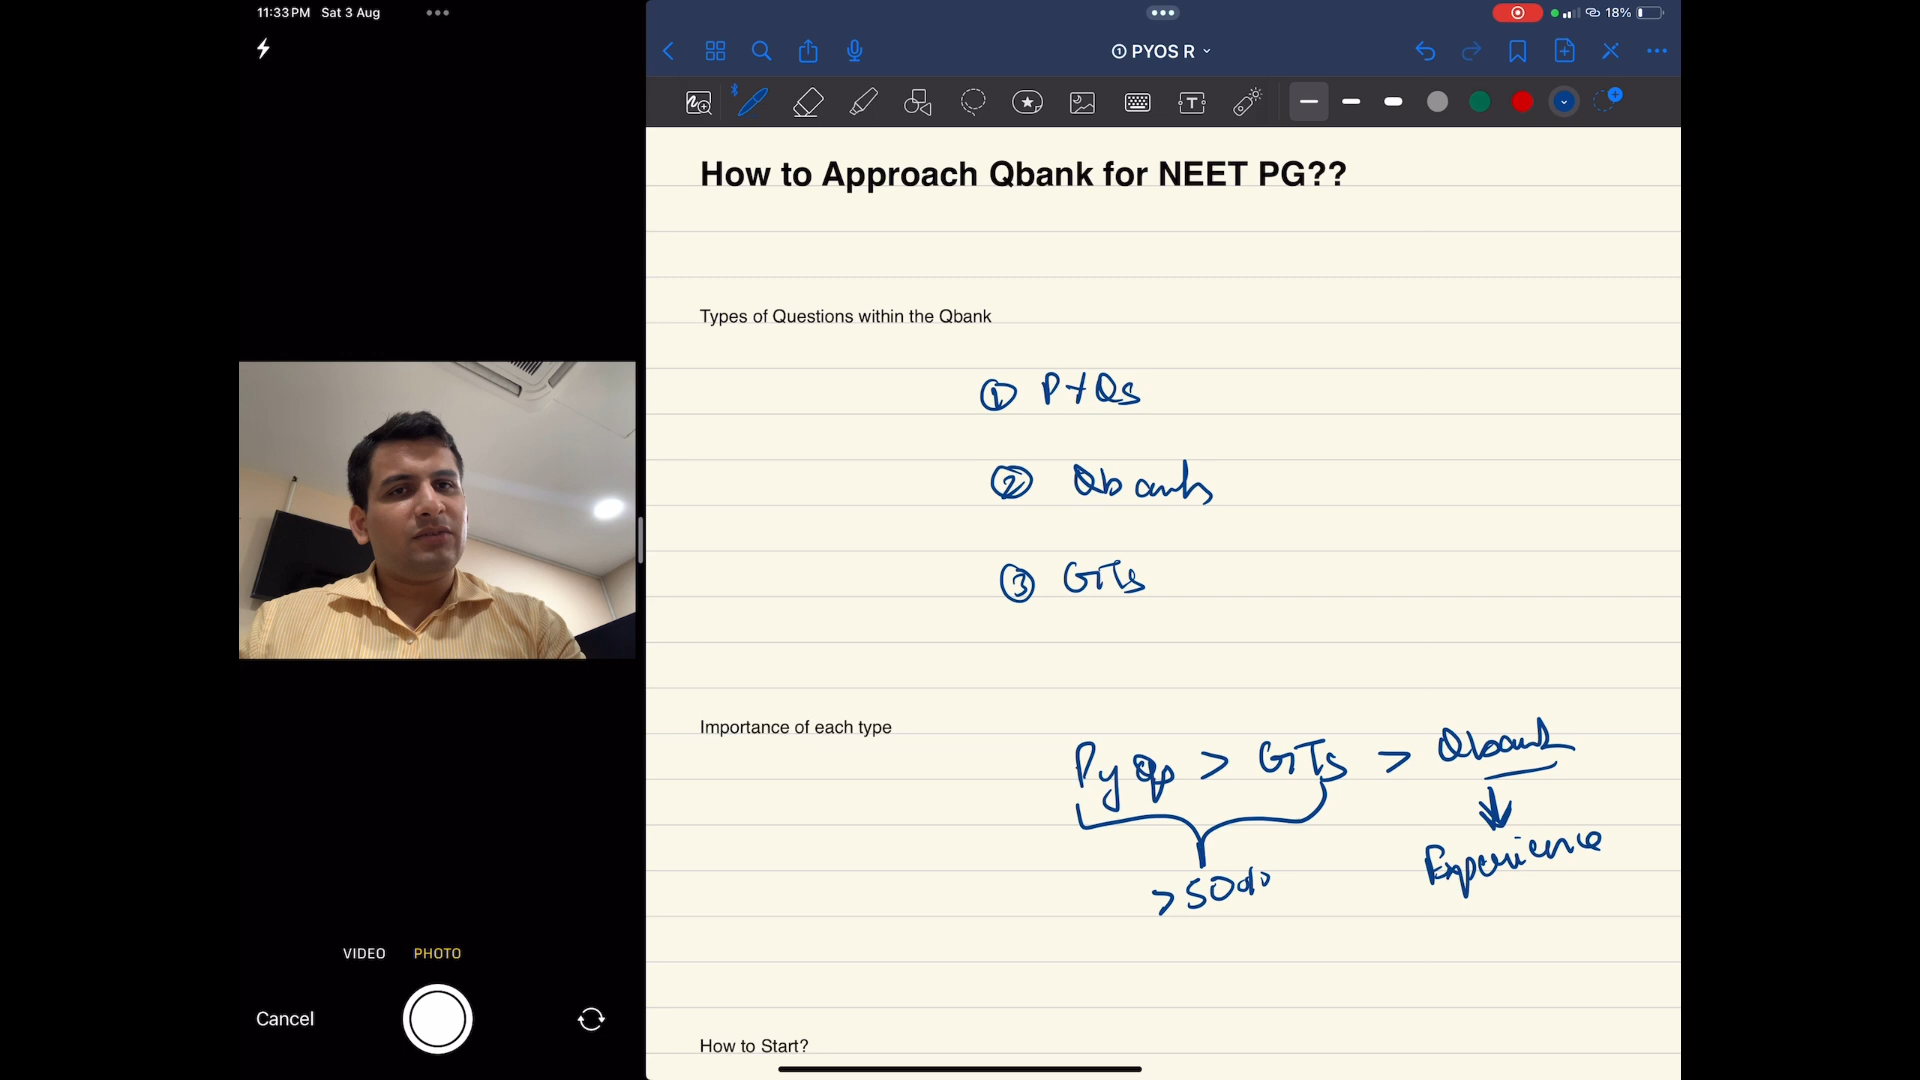 11:33 PM Sat 3 Aug
18%
PYOS R
How to Approach Qbank for NEET PG??
Types of Questions within the Qbank
① PYQs
② Qbanks
③ GTs
Importance of each type
PyQs > GTs > Qbank
Experience
>50%
VIDEO PHOTO
Cancel
How to Start?